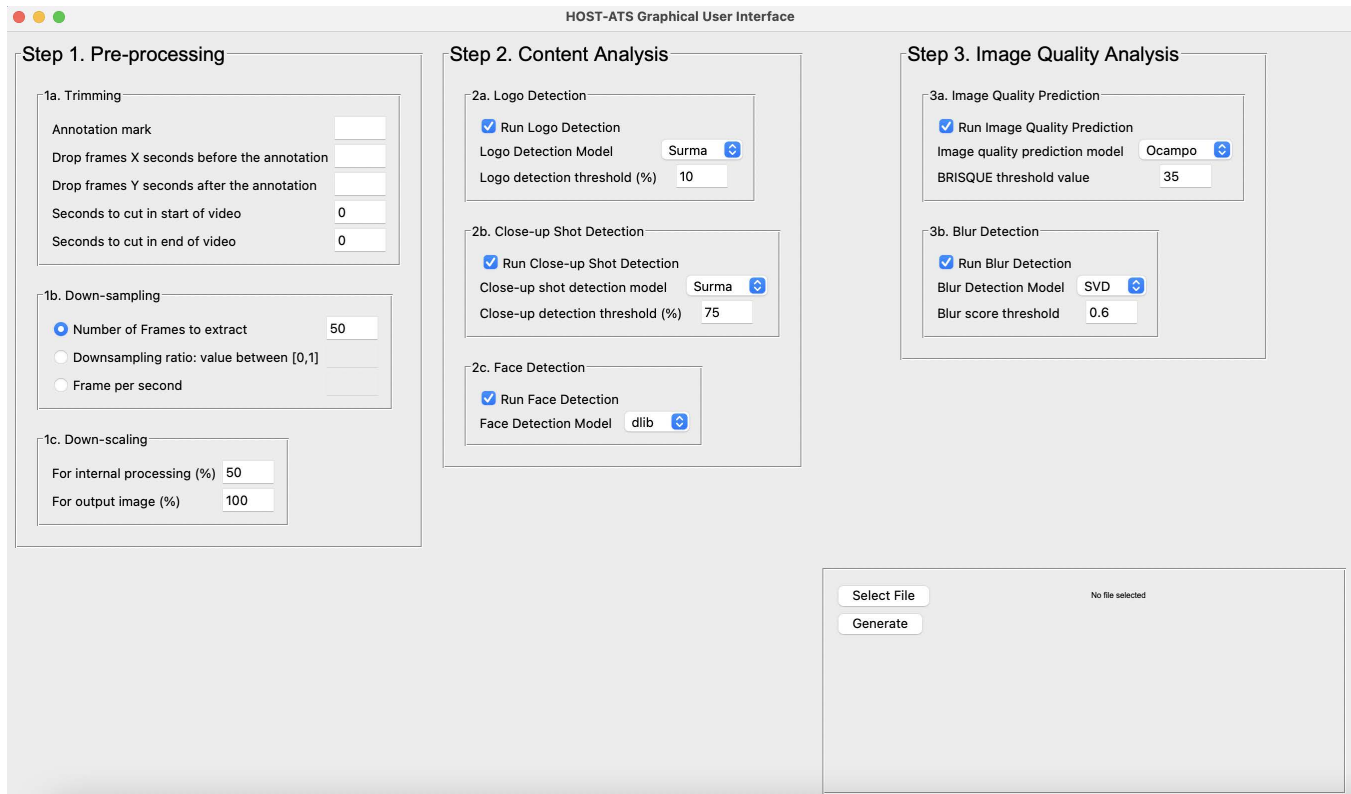 HOST-ATS Graphical User Interface
Step 1. Pre-processing
1a. Trimming
Annotation mark
Drop frames X seconds before the annotation
Drop frames Y seconds after the annotation
Seconds to cut in start of video 0
Seconds to cut in end of video 0
1b. Down-sampling
Number of Frames to extract 50
Downsampling ratio: value between [0,1]
Frame per second
1c. Down-scaling
For internal processing (%) 50
For output image (%) 100
Step 2. Content Analysis
2a. Logo Detection
Run Logo Detection
Logo Detection Model Surma
Logo detection threshold (%) 10
2b. Close-up Shot Detection
Run Close-up Shot Detection
Close-up shot detection model Surma
Close-up detection threshold (%) 75
2c. Face Detection
Run Face Detection
Face Detection Model dlib
Step 3. Image Quality Analysis
3a. Image Quality Prediction
Run Image Quality Prediction
Image quality prediction model Ocampo
BRISQUE threshold value 35
3b. Blur Detection
Run Blur Detection
Blur Detection Model SVD
Blur score threshold 0.6
Select File No file selected
Generate